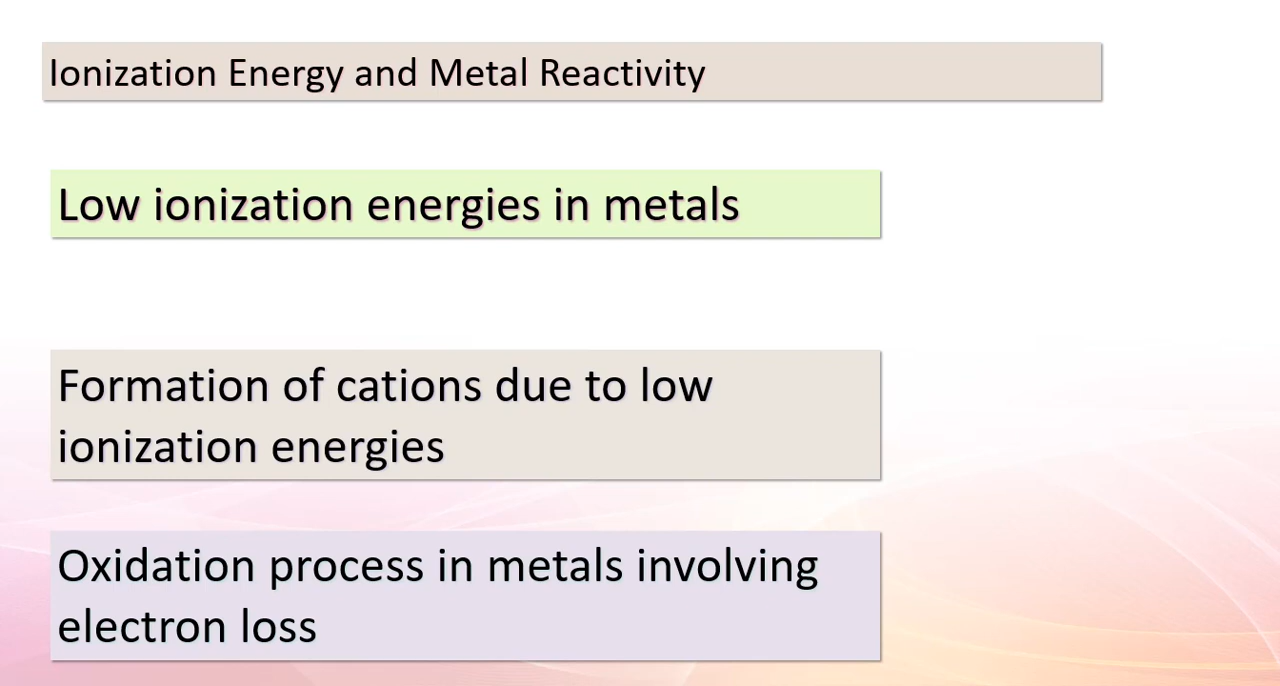 Ionization Energy and Metal Reactivity
Low ionization energies in metals
Formation of cations due to low
ionization energies
Oxidation process in metals involving
electron loss